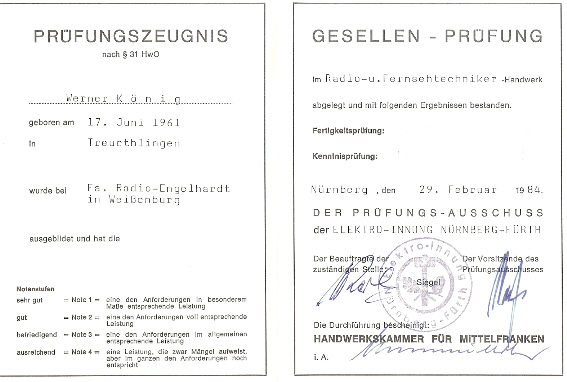 PRÜFUNGSZEUGNIS
nach § 31 HwO
Werner König
geboren am 17. Juni 1961
in Treucthlingen
wurde bei Fa. Radio-Engelhardt
in Weißenburg
ausgebildet und hat die
Notenstufen
sehr gut = Note 1 = eine den Anforderungen in besonderem
Maße entsprechende Leistung
gut = Note 2 = eine den Anforderungen voll entsprechende
Leistung
befriedigend = Note 3 = eine den Anforderungen im allgemeinen
entsprechende Leistung
ausreichend = Note 4 = eine Leistung, die zwar Mängel aufweist,
aber im ganzen den Anforderungen noch
entspricht
GESELLEN - PRÜFUNG
im Radio-u.Fernsehtechniker -Handwerk
abgelegt und mit folgenden Ergebnissen bestanden.
Fertigkeitsprüfung:
Kenntnisprüfung:
Nürnberg , den 29. Februar 1984.
DER PRÜFUNGS-AUSSCHUSS
der ELEKTRO-INNUNG NÜRNBERG-FÜRTH
Der Beauftragte der
zuständigen Stelle
Siegel
Elektro-Innung
Nürnberg-Fürth
Der Vorsitzende des
Prüfungsausschusses
Die Durchführung bescheinigt:
HANDWERKSKAMMER FÜR MITTELFRANKEN
i. A.